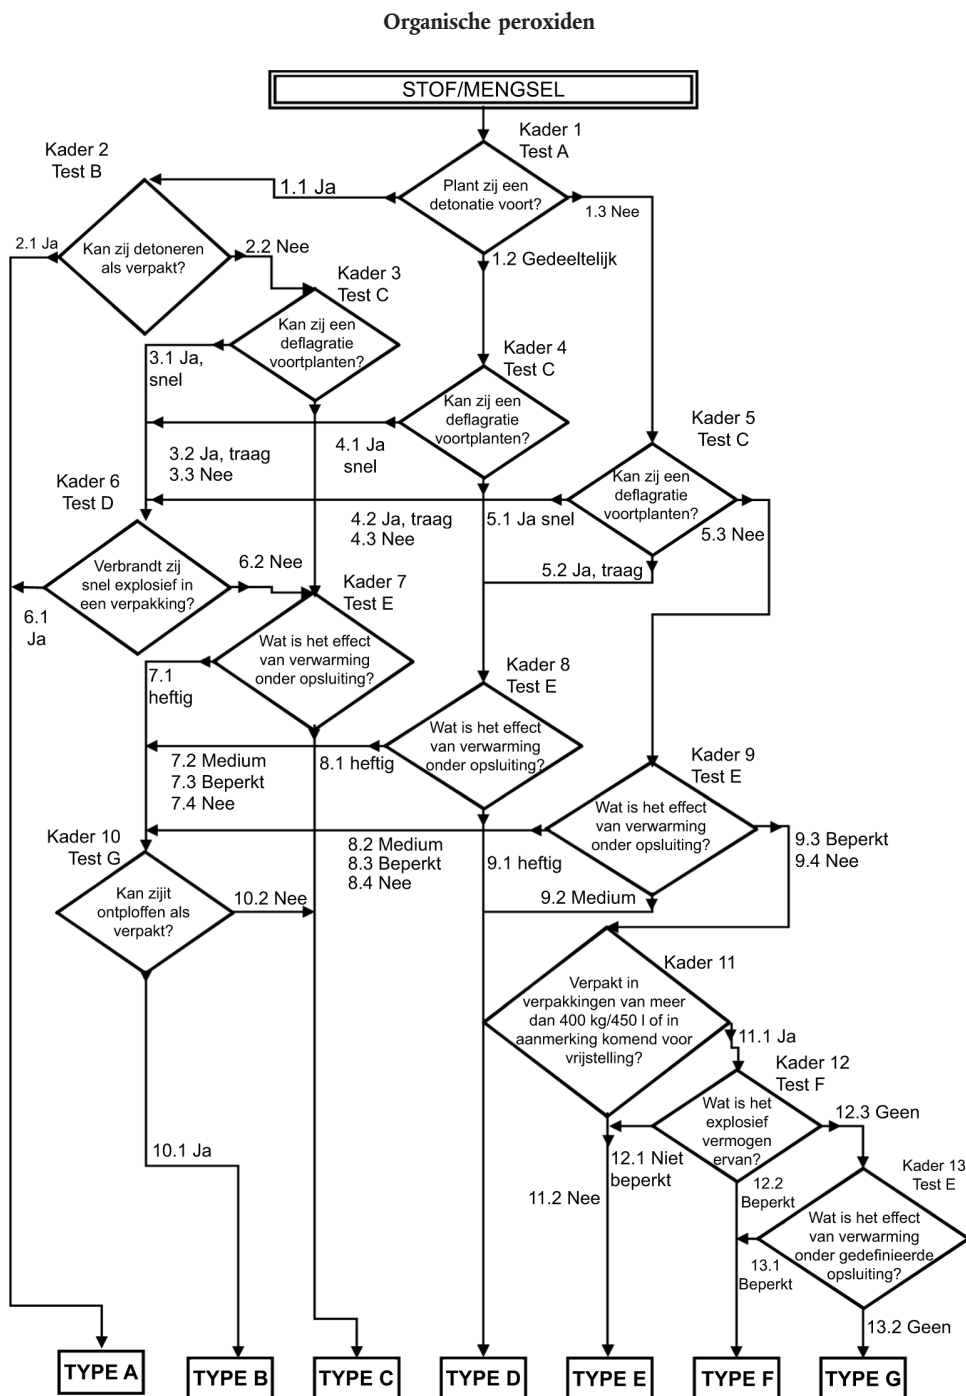 Organische peroxiden
STOF/MENGSEL
Kader 1
Test A
Plant zij een
detonatie voort?
1.1 Ja
1.3 Nee
1.2 Gedeeltelijk
Kader 2
Test B
Kan zij detoneren
als verpakt?
2.1 Ja
2.2 Nee
Kader 3
Test C
Kan zij een
deflagratie
voortplanten?
3.1 Ja,
snel
3.2 Ja, traag
3.3 Nee
Kader 4
Test C
Kan zij een
deflagratie
voortplanten?
4.1 Ja
snel
4.2 Ja, traag
4.3 Nee
Kader 5
Test C
Kan zij een
deflagratie
voortplanten?
5.1 Ja snel
5.3 Nee
5.2 Ja, traag
Kader 6
Test D
Verbrandt zij
snel explosief in
een verpakking?
6.1
Ja
6.2 Nee
Kader 7
Test E
Wat is het effect
van verwarming
onder opsluiting?
7.1
heftig
7.2 Medium
7.3 Beperkt
7.4 Nee
Kader 8
Test E
Wat is het effect
van verwarming
onder opsluiting?
8.1 heftig
8.2 Medium
8.3 Beperkt
8.4 Nee
Kader 9
Test E
Wat is het effect
van verwarming
onder opsluiting?
9.1 heftig
9.2 Medium
9.3 Beperkt
9.4 Nee
Kader 10
Test G
Kan zijit
ontploffen als
verpakt?
10.2 Nee
10.1 Ja
Kader 11
Verpakt in
verpakkingen van meer
dan 400 kg/450 l of in
aanmerking komend voor
vrijstelling?
11.1 Ja
11.2 Nee
Kader 12
Test F
Wat is het
explosief
vermogen
ervan?
12.3 Geen
12.1 Niet
beperkt
12.2
Beperkt
Kader 13
Test E
Wat is het effect
van verwarming
onder gedefinieerde
opsluiting?
13.1
Beperkt
13.2 Geen
TYPE A
TYPE B
TYPE C
TYPE D
TYPE E
TYPE F
TYPE G